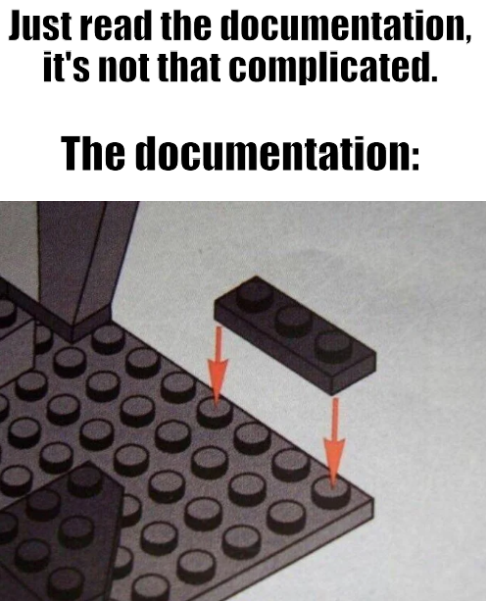 Just read the documentation,
it's not that complicated.
The documentation: